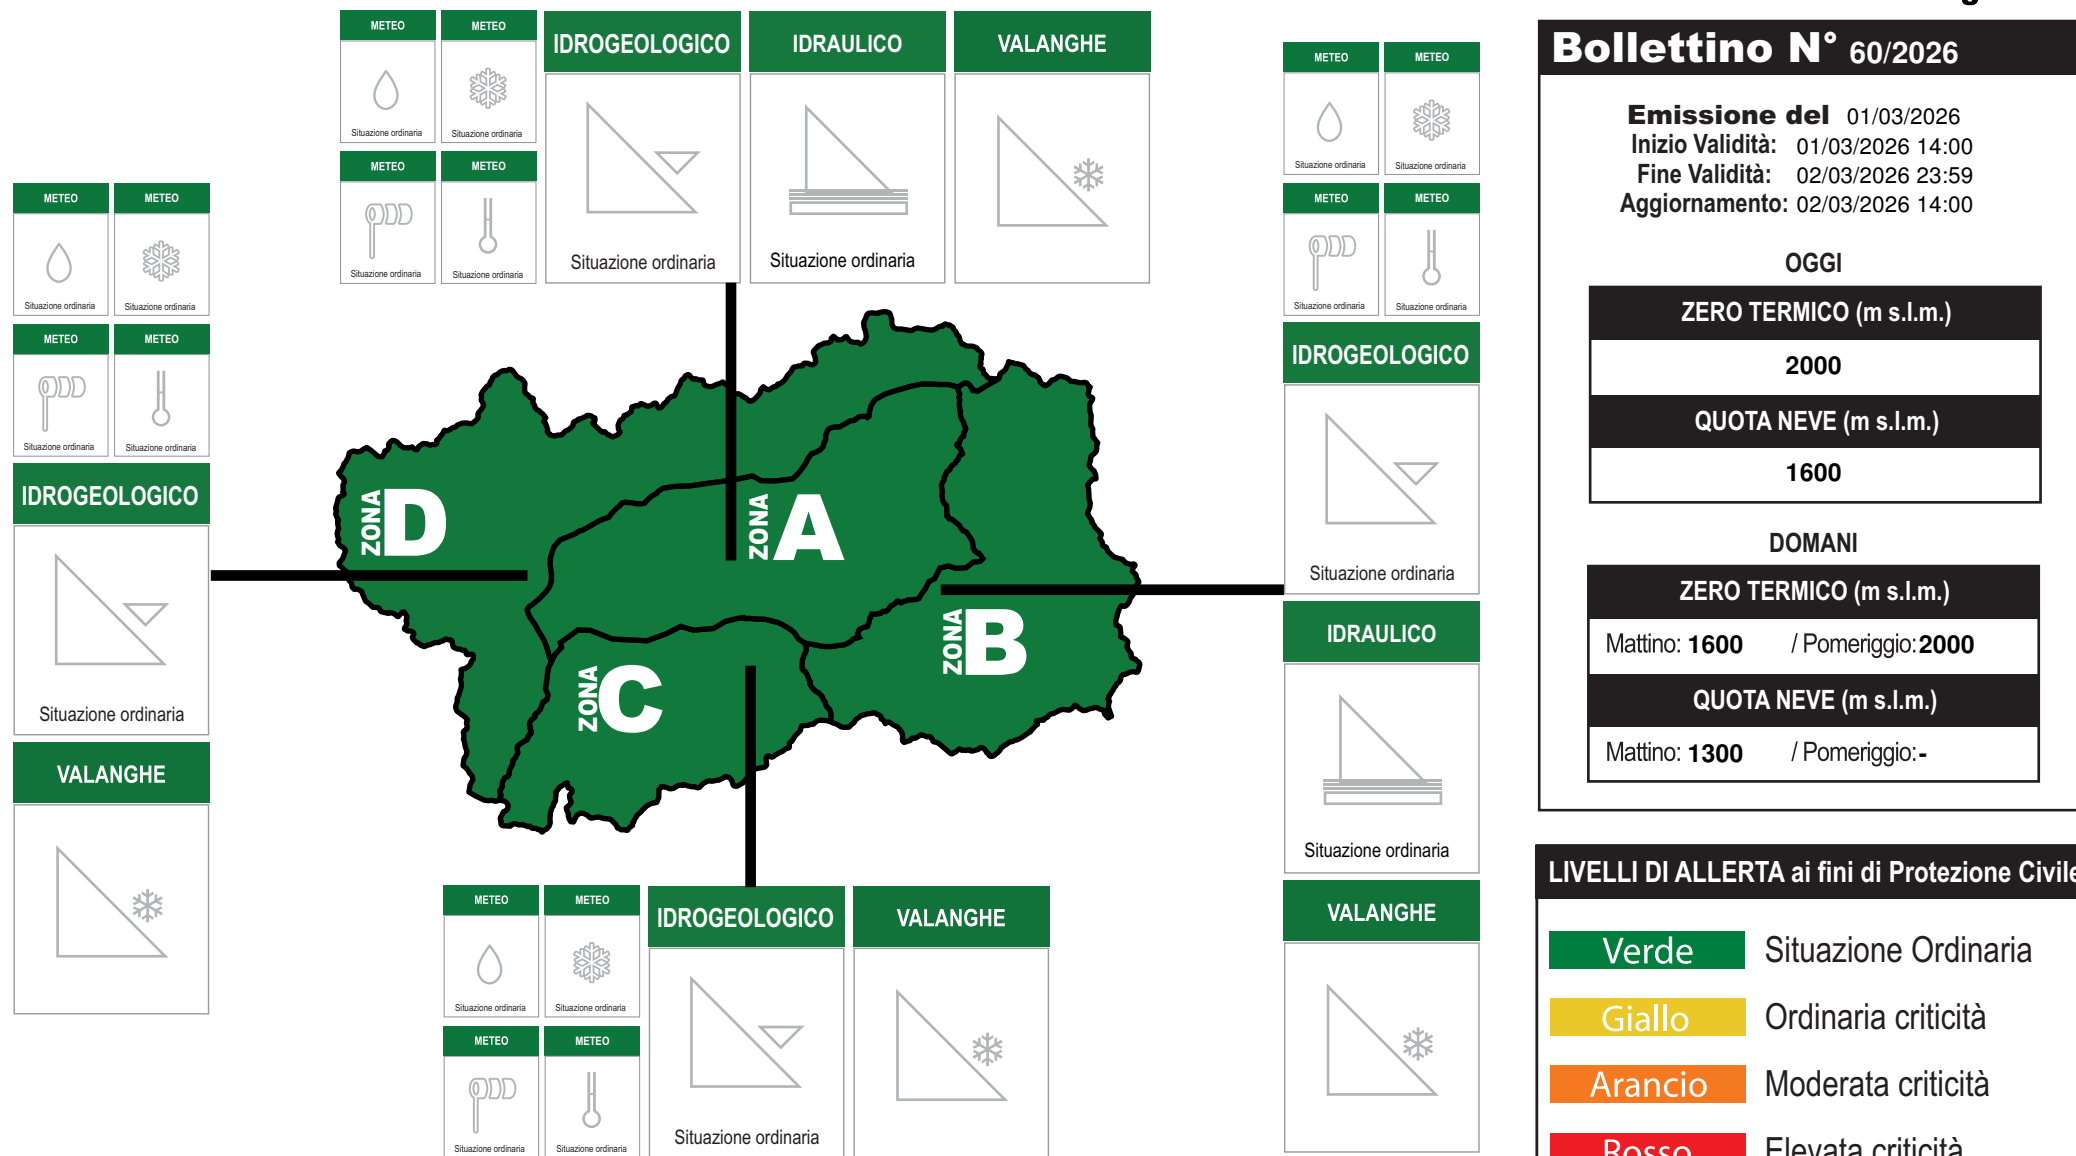 METEO METEO
Situazione ordinaria Situazione ordinaria
METEO METEO
Situazione ordinaria Situazione ordinaria
IDROGEOLOGICO
Situazione ordinaria
IDRAULICO
Situazione ordinaria
VALANGHE
METEO METEO
Situazione ordinaria Situazione ordinaria
METEO METEO
Situazione ordinaria Situazione ordinaria
IDROGEOLOGICO
Situazione ordinaria
VALANGHE
ZONA D
ZONA A
ZONA B
ZONA C
METEO METEO
Situazione ordinaria Situazione ordinaria
METEO METEO
Situazione ordinaria Situazione ordinaria
IDROGEOLOGICO
Situazione ordinaria
IDRAULICO
Situazione ordinaria
VALANGHE
METEO METEO
Situazione ordinaria Situazione ordinaria
METEO METEO
Situazione ordinaria Situazione ordinaria
IDROGEOLOGICO
Situazione ordinaria
VALANGHE
Bollettino N° 60/2026
Emissione del 01/03/2026
Inizio Validità: 01/03/2026 14:00
Fine Validità: 02/03/2026 23:59
Aggiornamento: 02/03/2026 14:00
OGGI
ZERO TERMICO (m s.l.m.)
2000
QUOTA NEVE (m s.l.m.)
1600
DOMANI
ZERO TERMICO (m s.l.m.)
Mattino: 1600 / Pomeriggio: 2000
QUOTA NEVE (m s.l.m.)
Mattino: 1300 / Pomeriggio: -
LIVELLI DI ALLERTA ai fini di Protezione Civile
Verde Situazione Ordinaria
Giallo Ordinaria criticità
Arancio Moderata criticità
Rosso Elevata criticità